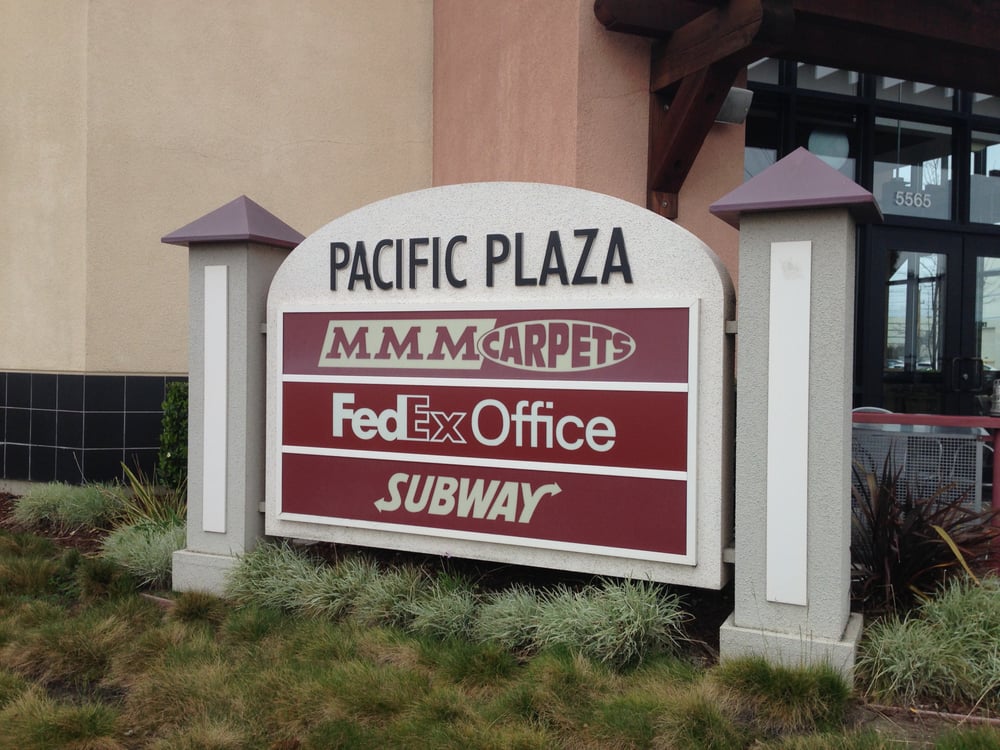 PACIFIC PLAZA
MMM CARPETS
FedEx Office
SUBWAY
5565